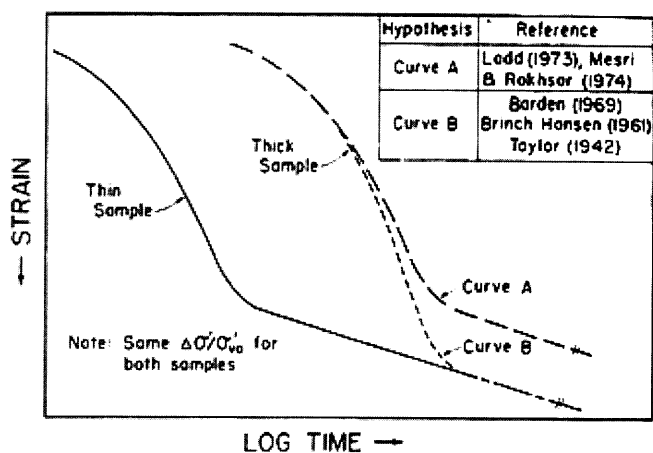 Hypothesis Reference
Curve A Ladd (1973), Mesri
& Rokhsar (1974)
Curve B Barden (1969)
Brinch Hansen (1961)
Taylor (1942)
Thick
Sample
Thin
Sample
Curve A
Curve B
Note: Same Δσ'/σ'vo for
both samples
← STRAIN
LOG TIME →